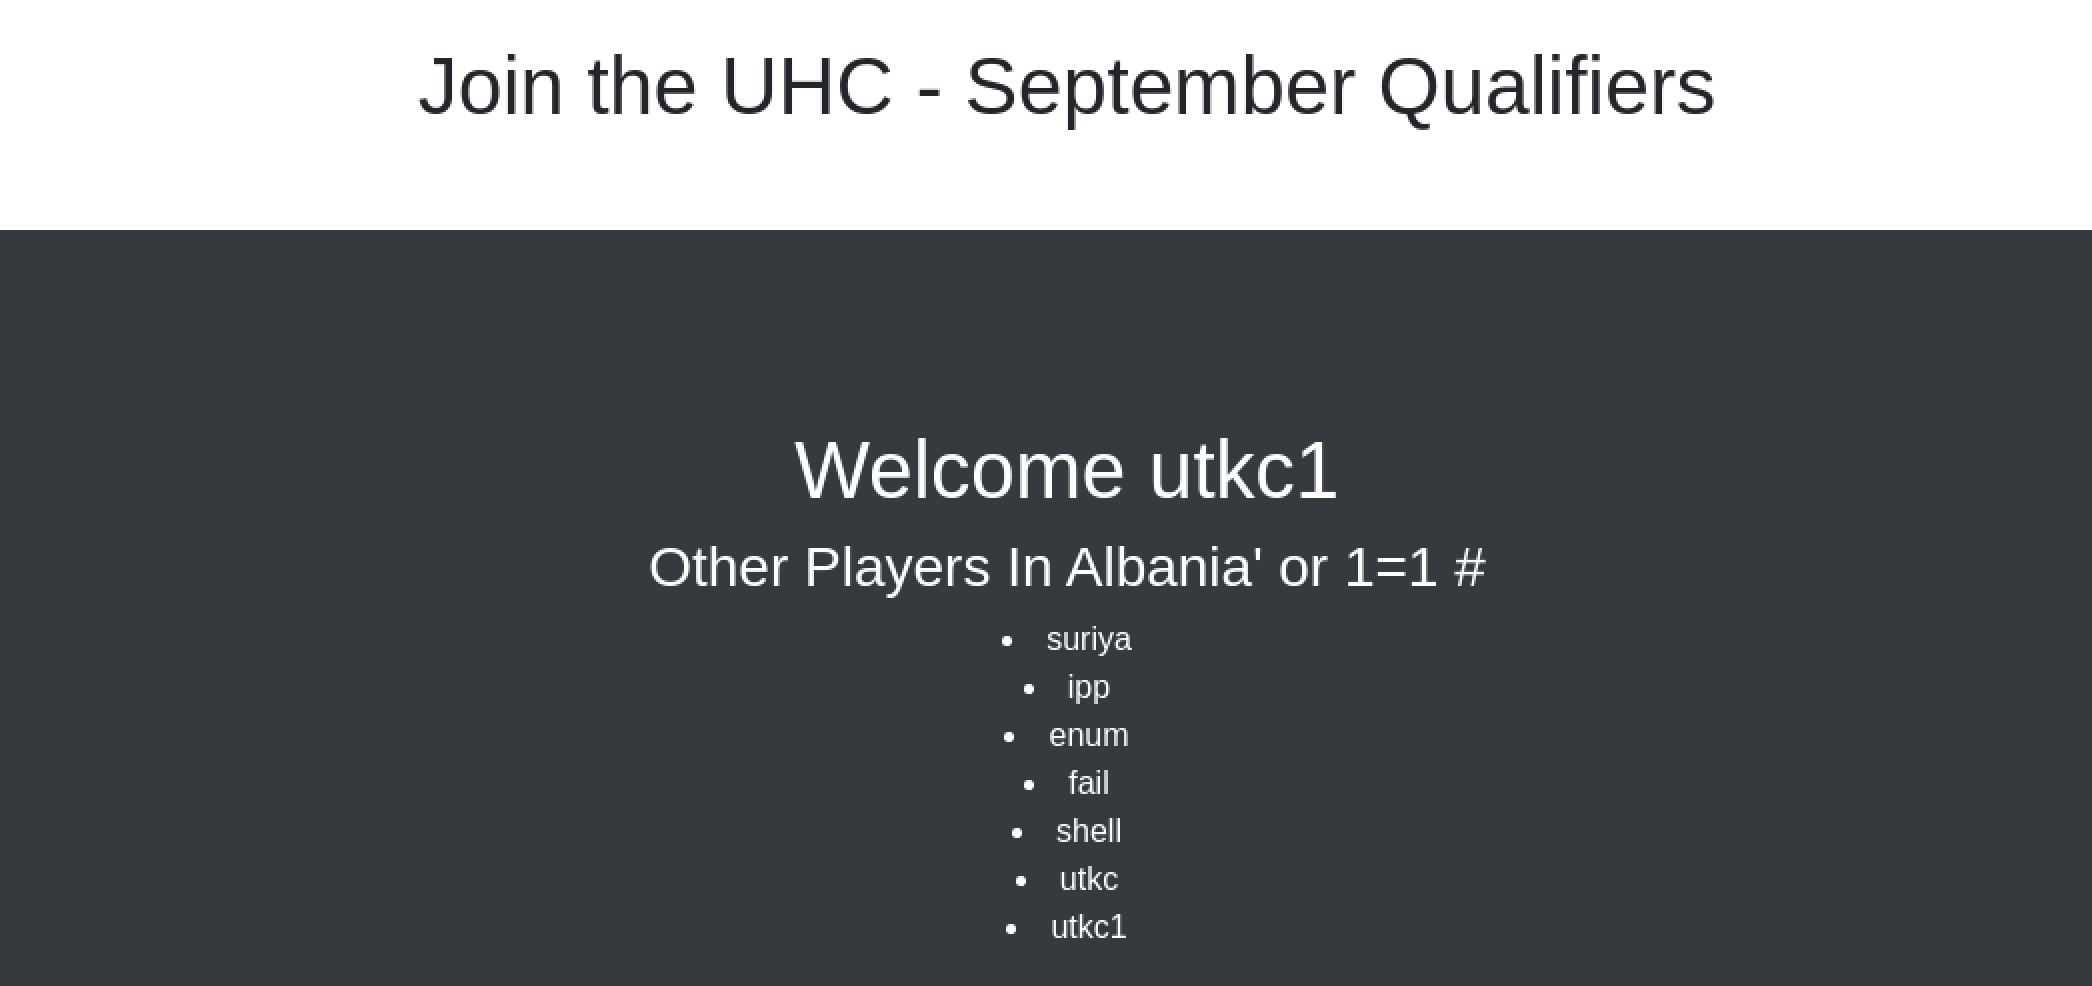 Join the UHC - September Qualifiers
Welcome utkc1
Other Players In Albania' or 1=1 #
suriya
ipp
enum
fail
shell
utkc
utkc1